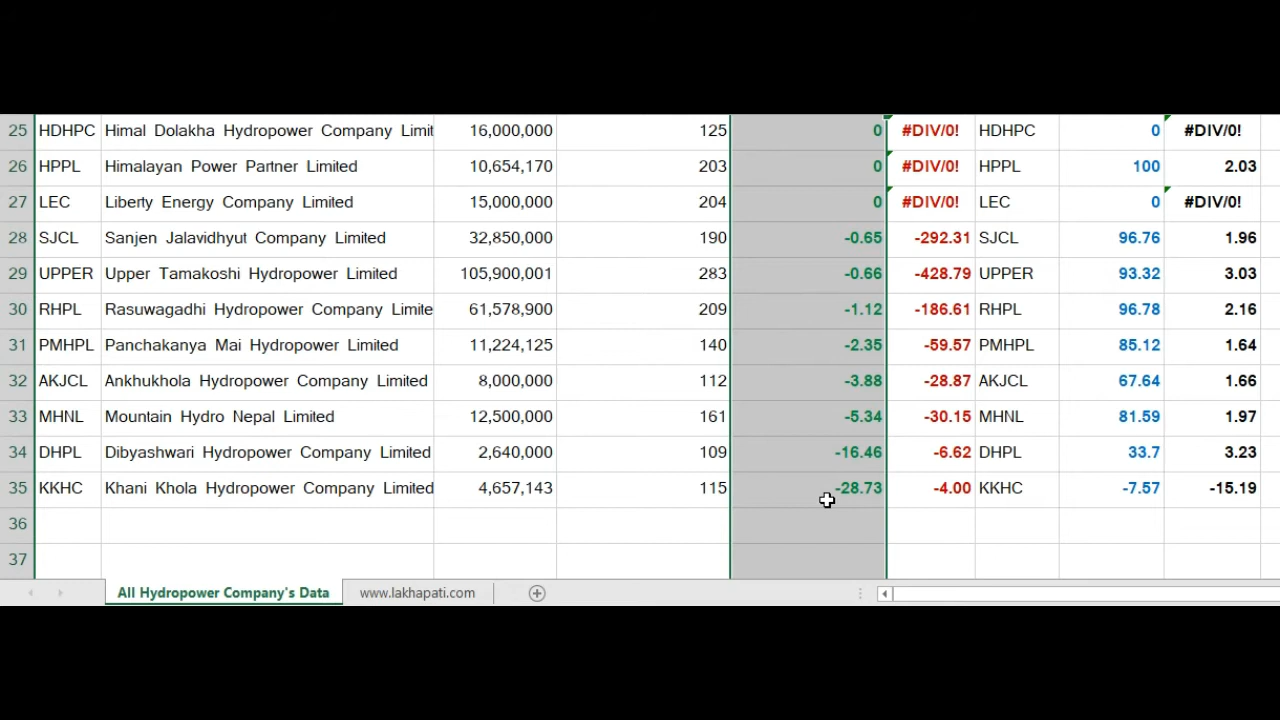 25 HDHPC Himal Dolakha Hydropower Company Limit 16,000,000 125 0 #DIV/0! HDHPC 0 #DIV/0!
26 HPPL Himalayan Power Partner Limited 10,654,170 203 0 #DIV/0! HPPL 100 2.03
27 LEC Liberty Energy Company Limited 15,000,000 204 0 #DIV/0! LEC 0 #DIV/0!
28 SJCL Sanjen Jalavidhyut Company Limited 32,850,000 190 -0.65 -292.31 SJCL 96.76 1.96
29 UPPER Upper Tamakoshi Hydropower Limited 105,900,001 283 -0.66 -428.79 UPPER 93.32 3.03
30 RHPL Rasuwagadhi Hydropower Company Limite 61,578,900 209 -1.12 -186.61 RHPL 96.78 2.16
31 PMHPL Panchakanya Mai Hydropower Limited 11,224,125 140 -2.35 -59.57 PMHPL 85.12 1.64
32 AKJCL Ankhukhola Hydropower Company Limited 8,000,000 112 -3.88 -28.87 AKJCL 67.64 1.66
33 MHNL Mountain Hydro Nepal Limited 12,500,000 161 -5.34 -30.15 MHNL 81.59 1.97
34 DHPL Dibyashwari Hydropower Company Limited 2,640,000 109 -16.46 -6.62 DHPL 33.7 3.23
35 KKHC Khani Khola Hydropower Company Limited 4,657,143 115 -28.73 -4.00 KKHC -7.57 -15.19
36
37
All Hydropower Company's Data www.lakhapati.com